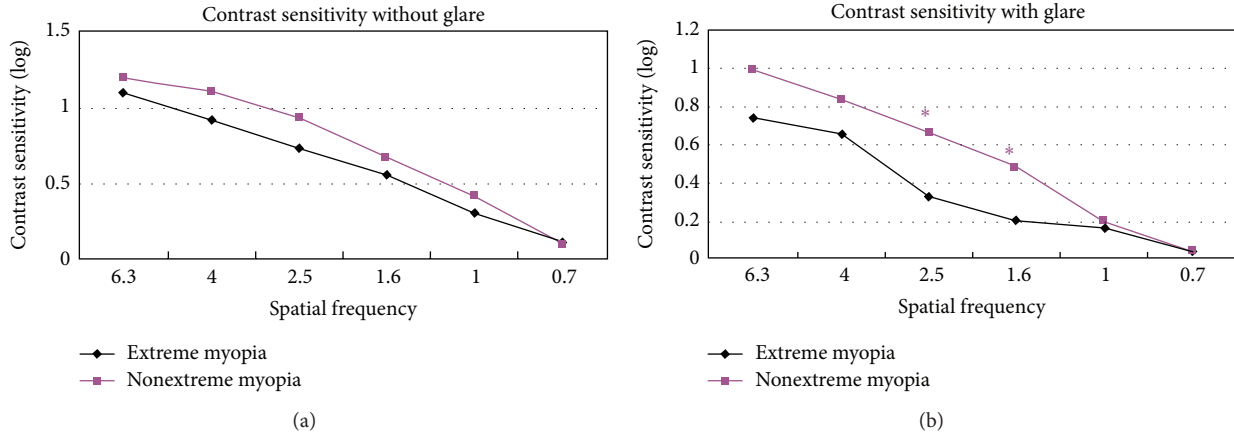 Contrast sensitivity without glare
1.5
1
0.5
0
Contrast sensitivity (log)
6.3 4 2.5 1.6 1 0.7
Spatial frequency
Extreme myopia
Nonextreme myopia
(a)
Contrast sensitivity with glare
1.2
1
0.8
0.6
0.4
0.2
0
Contrast sensitivity (log)
*
*
6.3 4 2.5 1.6 1 0.7
Spatial frequency
Extreme myopia
Nonextreme myopia
(b)